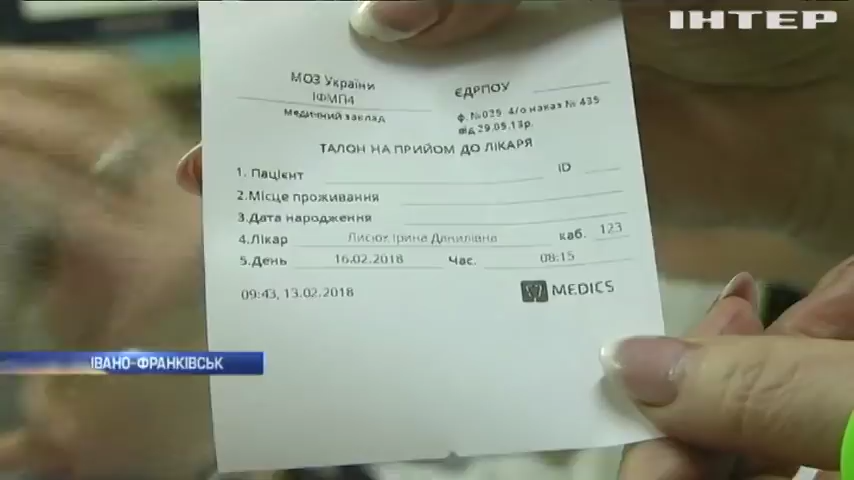 ІНТЕР
МОЗ України
ІФМП4
Медичний заклад
ЄДРПОУ
ф. №025. 4/о наказ № 435
від 29.05.13р.
ТАЛОН НА ПРИЙОМ ДО ЛІКАРЯ
1. Пацієнт ID
2.Місце проживання
3.Дата народження
4.Лікар Лисюк Ірина Данилівна каб. 123
5.День 16.02.2018 Час. 08:15
09:43, 13.02.2018
MEDICS
ІВАНО-ФРАНКІВСЬК